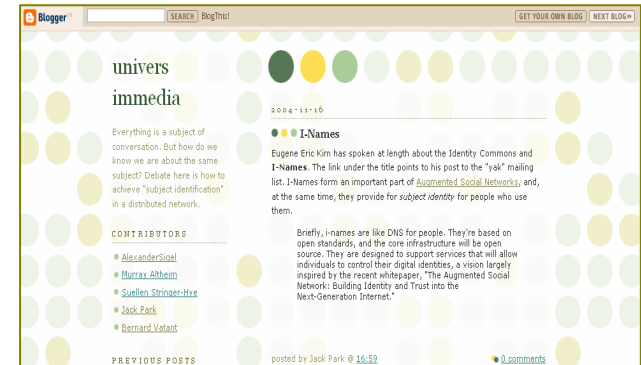 Blogger
SEARCH BlogThis!
GET YOUR OWN BLOG NEXT BLOG»
univers
immedia
Everything is a subject of
conversation. But how do we
know we are about the same
subject? Debate here is how to
achieve "subject identification"
in a distributed network.
CONTRIBUTORS
AlexanderSigel
Murray Altheim
Suellen Stringer-Hye
Jack Park
Bernard Vatant
PREVIOUS POSTS
2004-11-16
I-Names
Eugene Eric Kim has spoken at length about the Identity Commons and
I-Names. The link under the title points to his post to the "yak" mailing
list. I-Names form an important part of Augmented Social Networks, and,
at the same time, they provide for subject identity for people who use
them.
Briefly, i-names are like DNS for people. They're based on
open standards, and the core infrastructure will be open
source. They are designed to support services that will allow
individuals to control their digital identities, a vision largely
inspired by the recent whitepaper, "The Augmented Social
Network: Building Identity and Trust into the
Next-Generation Internet."
posted by Jack Park @ 16:59
0 comments